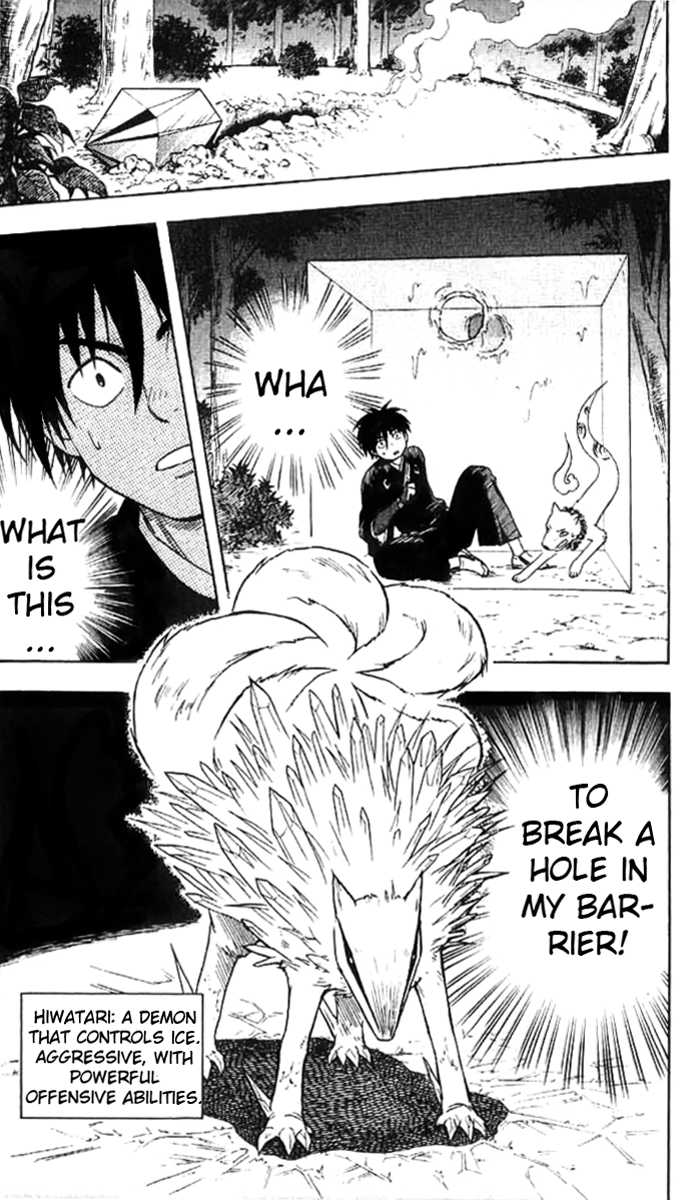 WHA
...
WHAT
IS
THIS
...
TO
BREAK A
HOLE IN
MY BAR-
RIER!
HIWATARI: A DEMON
THAT CONTROLS ICE.
AGGRESSIVE, WITH
POWERFUL
OFFENSIVE ABILITIES.